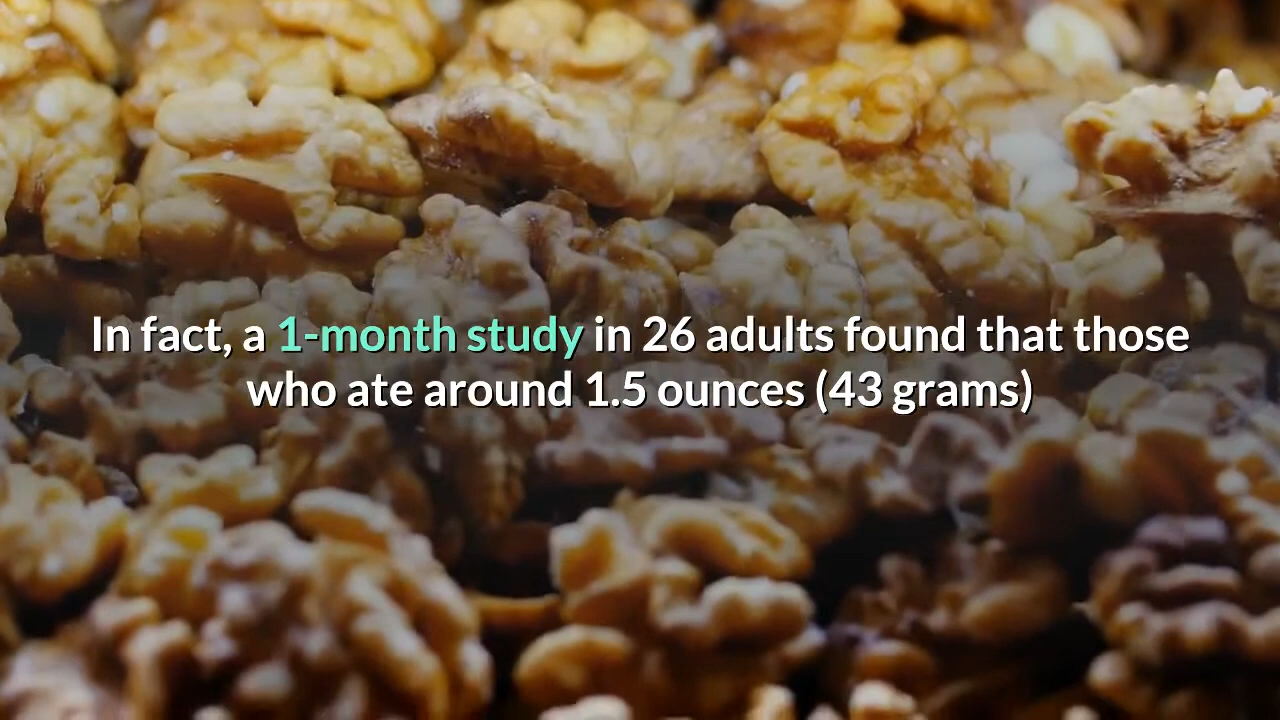 In fact, a 1-month study in 26 adults found that those
who ate around 1.5 ounces (43 grams)